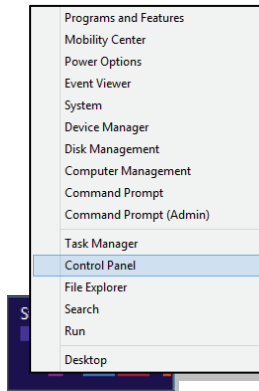 Programs and Features
Mobility Center
Power Options
Event Viewer
System
Device Manager
Disk Management
Computer Management
Command Prompt
Command Prompt (Admin)
Task Manager
Control Panel
File Explorer
Search
Run
Desktop